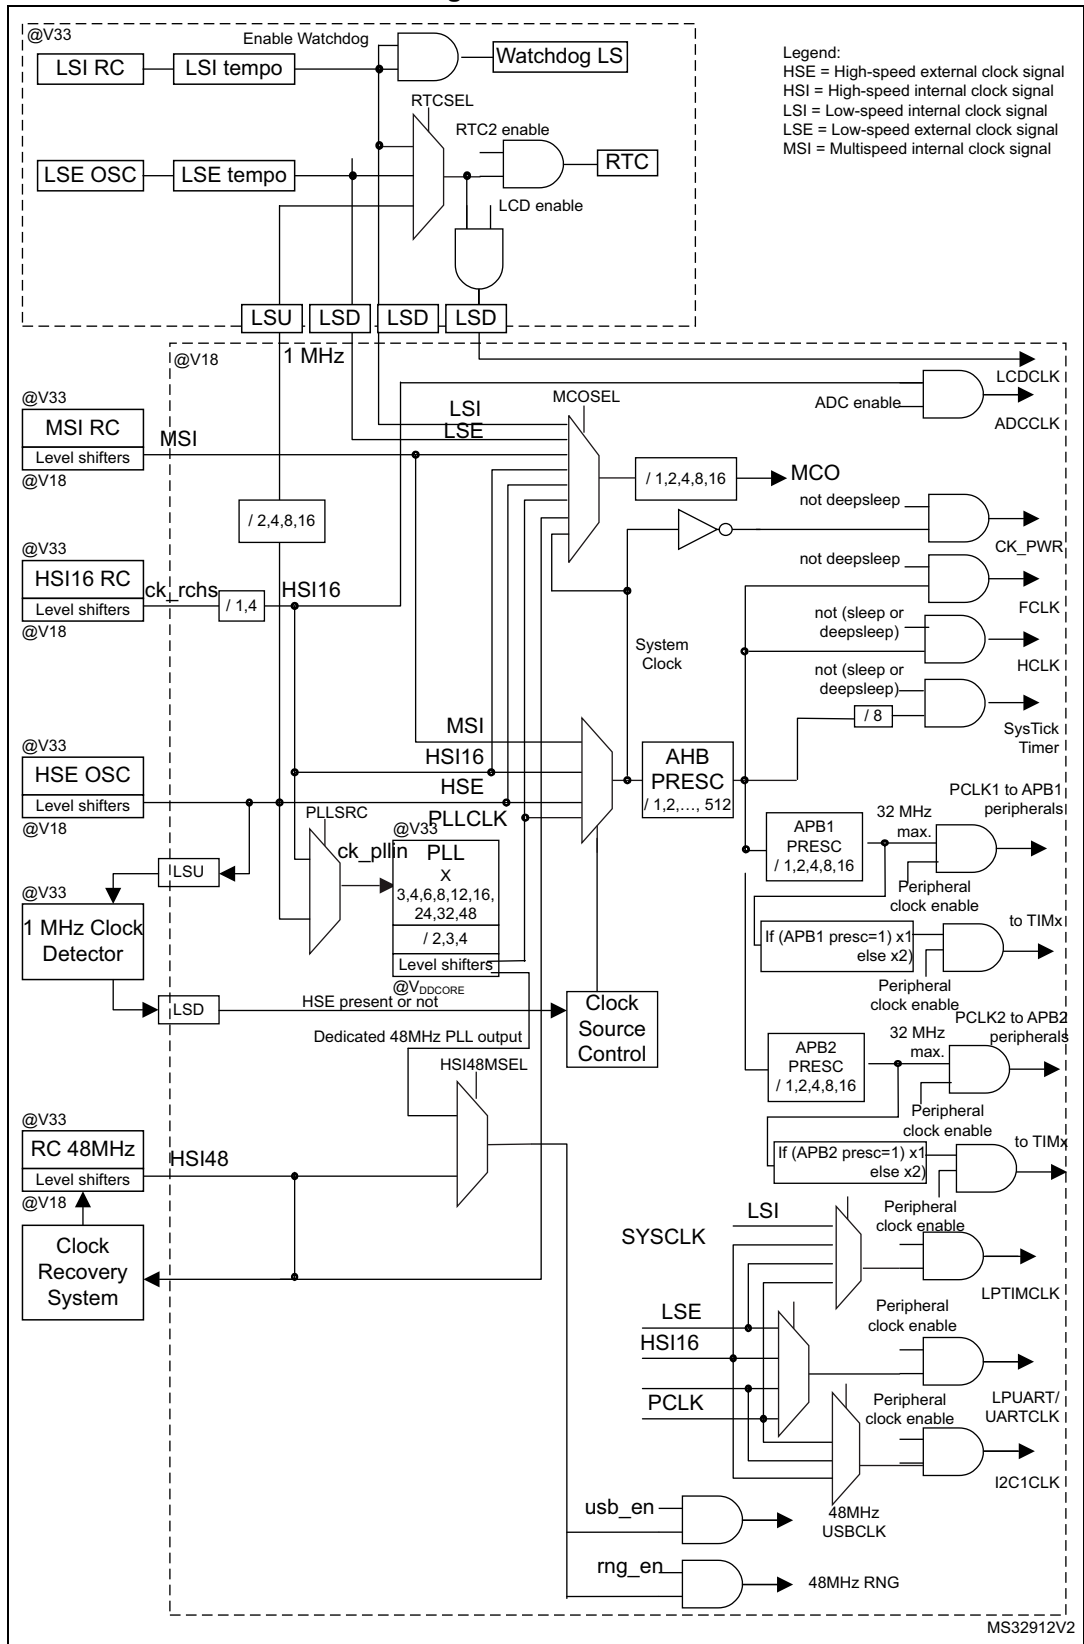 @V33
Enable Watchdog
LSI RC
LSI tempo
Watchdog LS
Legend:
HSE = High-speed external clock signal
HSI = High-speed internal clock signal
LSI = Low-speed internal clock signal
LSE = Low-speed external clock signal
MSI = Multispeed internal clock signal
RTCSEL
RTC2 enable
LSE OSC
LSE tempo
RTC
LCD enable
LSU
LSD
LSD
LSD
@V18
1 MHz
LCDCLK
@V33
MSI RC
Level shifters
@V18
MSI
LSI
LSE
MCOSEL
ADC enable
ADCCLK
/ 1,2,4,8,16
MCO
/ 2,4,8,16
not deepsleep
CK_PWR
@V33
HSI16 RC
Level shifters
@V18
ck_rchs
/ 1,4
HSI16
not deepsleep
FCLK
System
Clock
not (sleep or
deepsleep)
HCLK
not (sleep or
deepsleep)
/ 8
SysTick
Timer
@V33
HSE OSC
Level shifters
@V18
MSI
HSI16
HSE
PLLCLK
AHB
PRESC
/ 1,2,..., 512
PCLK1 to APB1
peripherals
PLLSRC
ck_pllin
@V33
PLL
X
3,4,6,8,12,16,
24,32,48
/ 2,3,4
Level shifters
@VDDCORE
APB1
PRESC
/ 1,2,4,8,16
32 MHz
max.
Peripheral
clock enable
LSU
@V33
1 MHz Clock
Detector
If (APB1 presc=1) x1
else x2)
to TIMx
Peripheral
clock enable
LSD
HSE present or not
Clock
Source
Control
Dedicated 48MHz PLL output
PCLK2 to APB2
peripherals
32 MHz
max.
APB2
PRESC
/ 1,2,4,8,16
HSI48MSEL
Peripheral
clock enable
@V33
RC 48MHz
Level shifters
@V18
HSI48
If (APB2 presc=1) x1
else x2)
to TIMx
Peripheral
clock enable
Clock
Recovery
System
LSI
SYSCLK
LPTIMCLK
LSE
HSI16
Peripheral
clock enable
PCLK
LPUART/
UARTCLK
Peripheral
clock enable
I2C1CLK
usb_en
48MHz
USBCLK
rng_en
48MHz RNG
MS32912V2